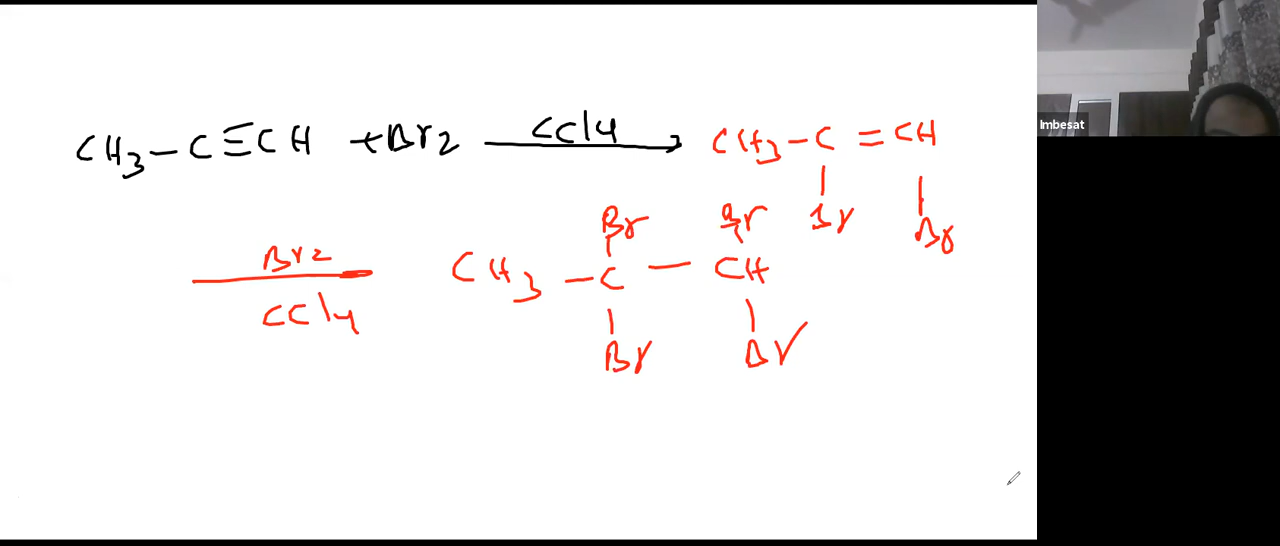 CH3-C≡CH +Br2 CCl4 → CH3-C=CH
Br Br
Br2 Br Br
CCl4 CH3-C-CH
Br Br
Imbesat